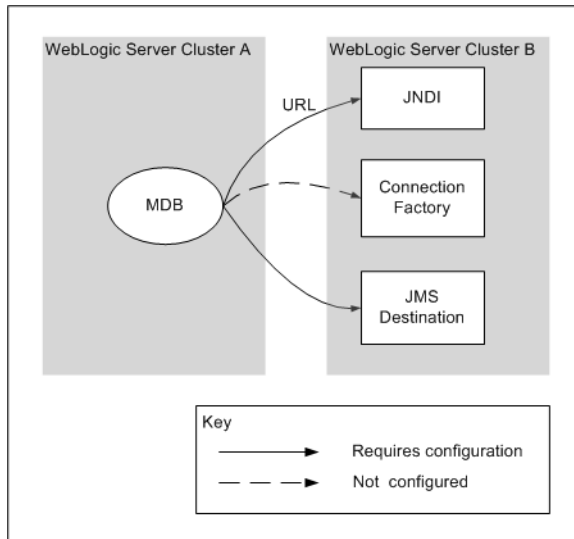 WebLogic Server Cluster A
WebLogic Server Cluster B
URL
JNDI
MDB
Connection
Factory
JMS
Destination
Key
Requires configuration
Not configured